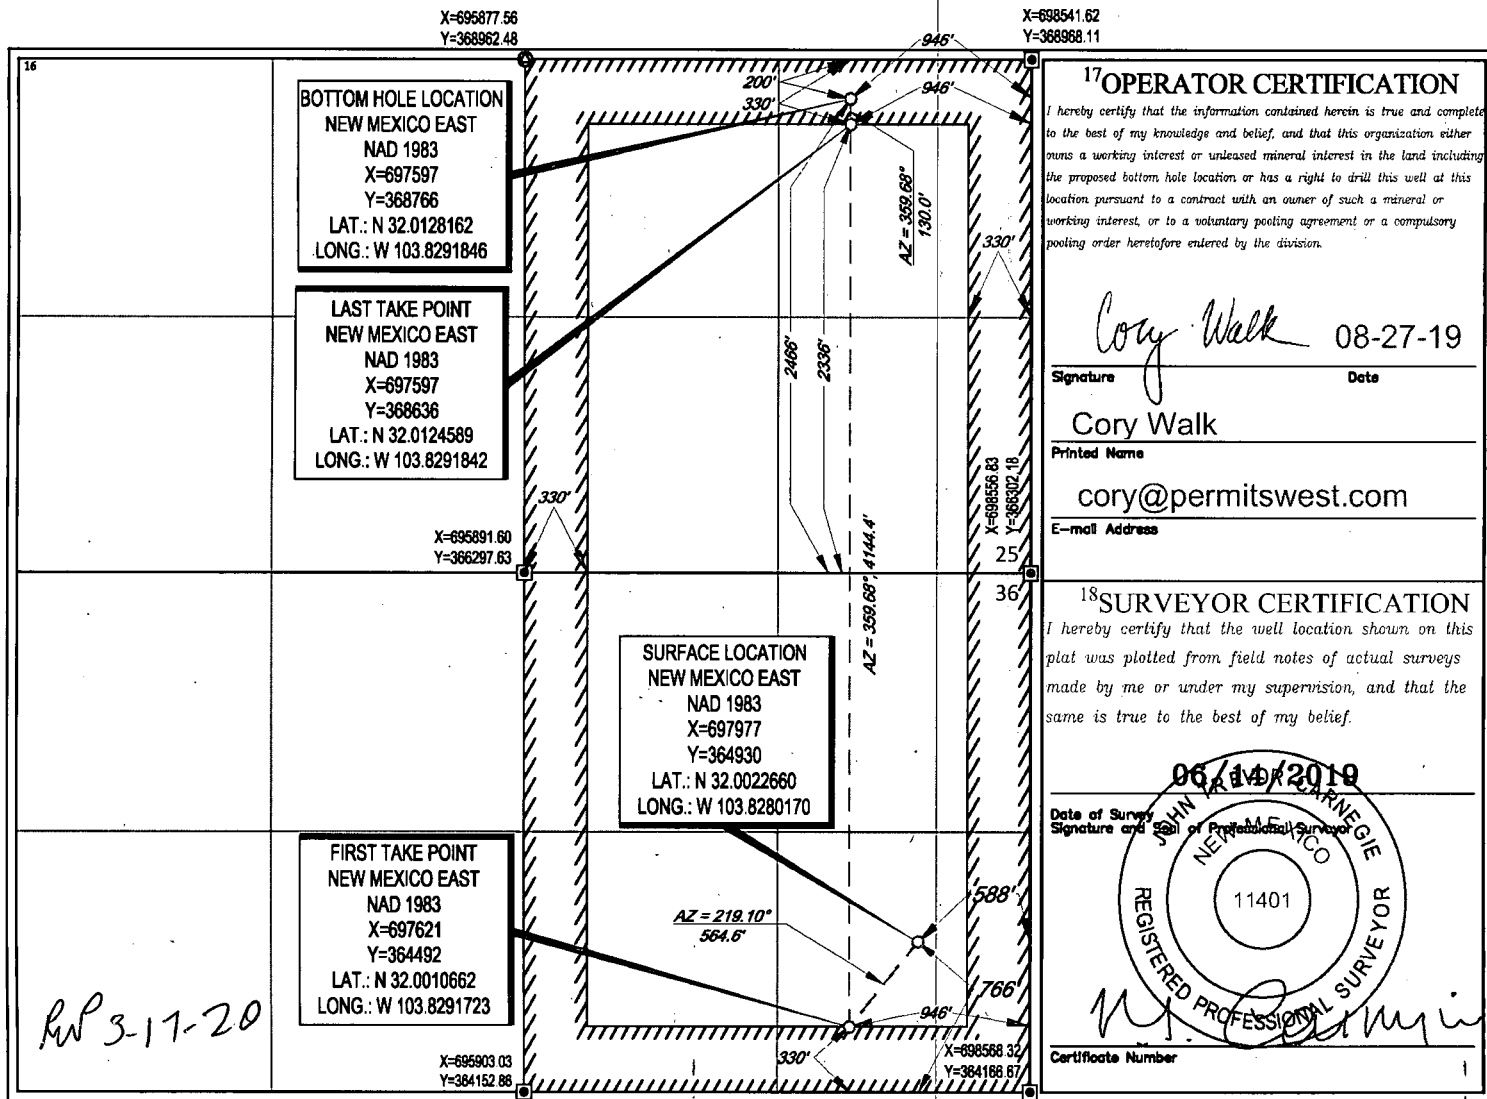 X=695877.56
Y=368962.48
X=698541.62
Y=368968.11
16
946'
200'
330'
946'
BOTTOM HOLE LOCATION
NEW MEXICO EAST
NAD 1983
X=697597
Y=368766
LAT.: N 32.0128162
LONG.: W 103.8291846
AZ = 359.68°
130.0'
330'
LAST TAKE POINT
NEW MEXICO EAST
NAD 1983
X=697597
Y=368636
LAT.: N 32.0124589
LONG.: W 103.8291842
2466'
2336'
330'
X=698556.83
Y=366302.18
X=695891.60
Y=366297.63
AZ = 359.68°, 4144.4'
25
36
SURFACE LOCATION
NEW MEXICO EAST
NAD 1983
X=697977
Y=364930
LAT.: N 32.0022660
LONG.: W 103.8280170
FIRST TAKE POINT
NEW MEXICO EAST
NAD 1983
X=697621
Y=364492
LAT.: N 32.0010662
LONG.: W 103.8291723
AZ = 219.10°
564.6'
588'
766'
946'
330'
3-17-20
X=695903.03
Y=364152.88
X=698568.32
Y=364166.67
17 OPERATOR CERTIFICATION
I hereby certify that the information contained herein is true and complete
to the best of my knowledge and belief, and that this organization either
owns a working interest or unleased mineral interest in the land including
the proposed bottom hole location or has a right to drill this well at this
location pursuant to a contract with an owner of such a mineral or
working interest, or to a voluntary pooling agreement or a compulsory
pooling order heretofore entered by the division.
Cory Walk 08-27-19
Signature Date
Cory Walk
Printed Name
cory@permitswest.com
E-mail Address
18 SURVEYOR CERTIFICATION
I hereby certify that the well location shown on this
plat was plotted from field notes of actual surveys
made by me or under my supervision, and that the
same is true to the best of my belief.
06/14/2019
Date of Survey
Signature and Seal of Professional Surveyor
JOHN TREVOR CARNEGIE
NEW MEXICO
11401
REGISTERED PROFESSIONAL SURVEYOR
Certificate Number